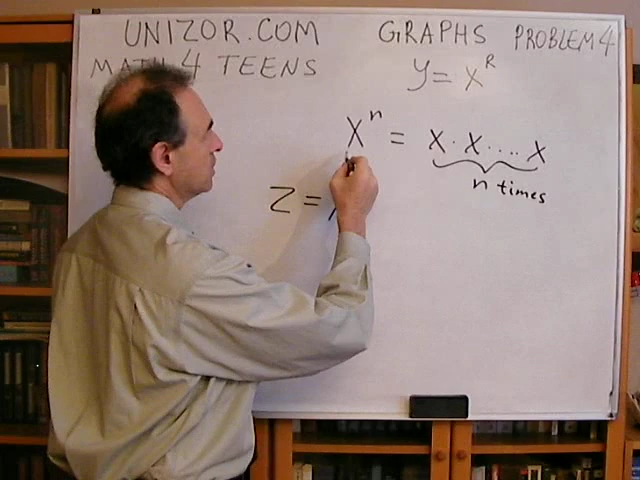 UNIZOR.COM GRAPHS PROBLEM 4
MATH 4 TEENS y = x^R
x^n = x · x · ... · x
n times
Z =